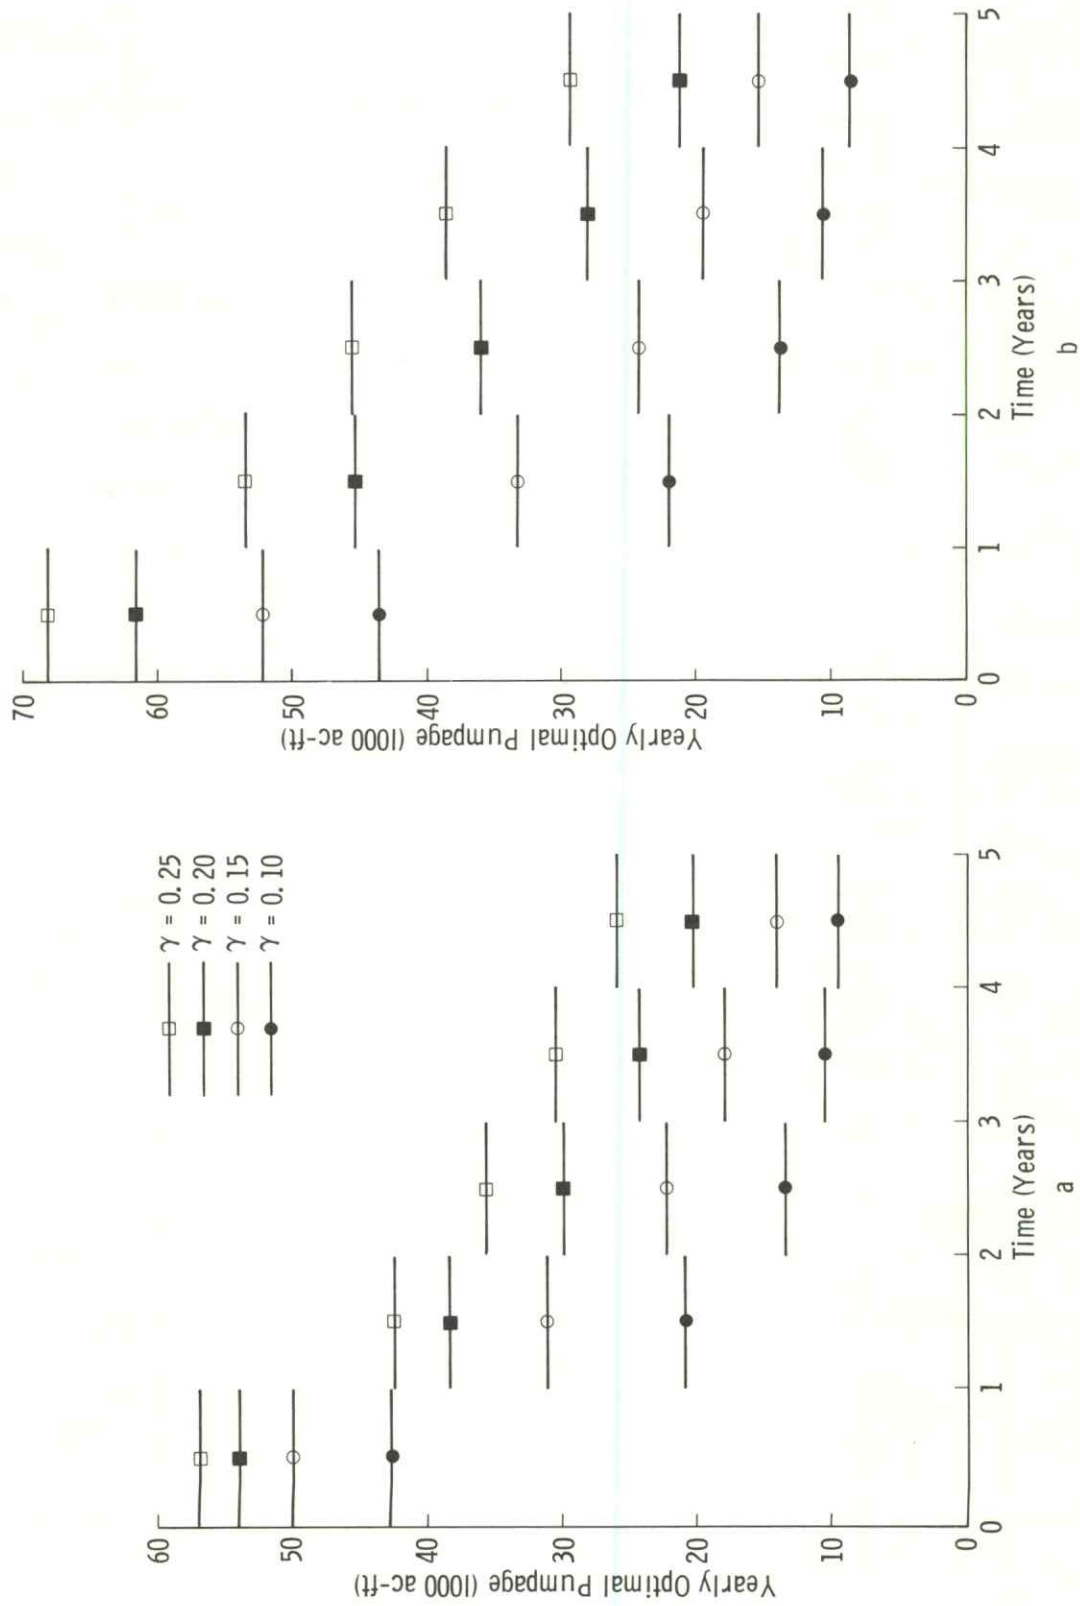 γ = 0.25
γ = 0.20
γ = 0.15
γ = 0.10
60
50
40
30
20
10
0
Yearly Optimal Pumpage (1000 ac-ft)
0
1
2
3
4
5
Time (Years)
a
70
60
50
40
30
20
10
0
Yearly Optimal Pumpage (1000 ac-ft)
0
1
2
3
4
5
Time (Years)
b